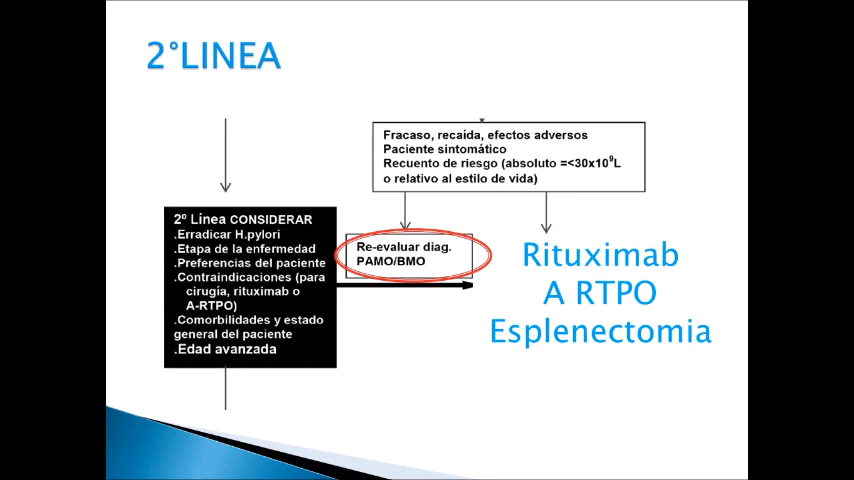 2°LINEA
Fracaso, recaída, efectos adversos
Paciente sintomático
Recuento de riesgo (absoluto =<30x10⁹L
o relativo al estilo de vida)
2º Línea CONSIDERAR
.Erradicar H.pylori
.Etapa de la enfermedad
.Preferencias del paciente
.Contraindicaciones (para
cirugía, rituximab o
A-RTPO)
.Comorbilidades y estado
general del paciente
.Edad avanzada
Re-evaluar diag.
PAMO/BMO
Rituximab
A RTPO
Esplenectomia